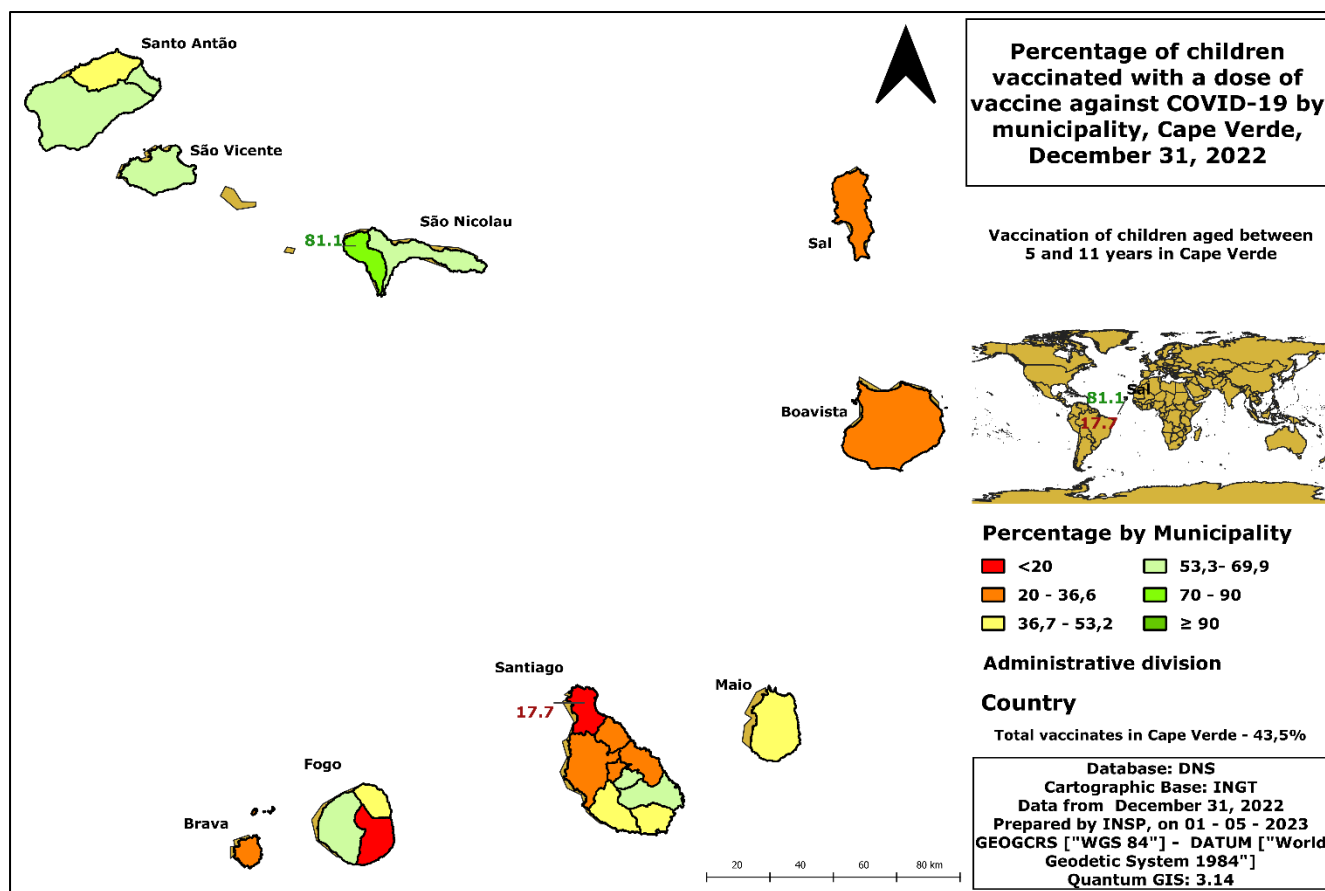 Percentage of children
vaccinated with a dose of
vaccine against COVID-19 by
municipality, Cape Verde,
December 31, 2022
Vaccination of children aged between
5 and 11 years in Cape Verde
Santo Antão
São Vicente
São Nicolau
81.1
Sal
Boavista
Santiago
17.7
Maio
Fogo
Brava
Sal
81.1
17.7
Percentage by Municipality
<20
20 - 36,6
36,7 - 53,2
53,3- 69,9
70 - 90
≥ 90
Administrative division
Country
Total vaccinates in Cape Verde - 43,5%
Database: DNS
Cartographic Base: INGT
Data from December 31, 2022
Prepared by INSP, on 01 - 05 - 2023
GEOGCRS ["WGS 84"] - DATUM ["World
Geodetic System 1984"]
Quantum GIS: 3.14
20 40 60 80 km